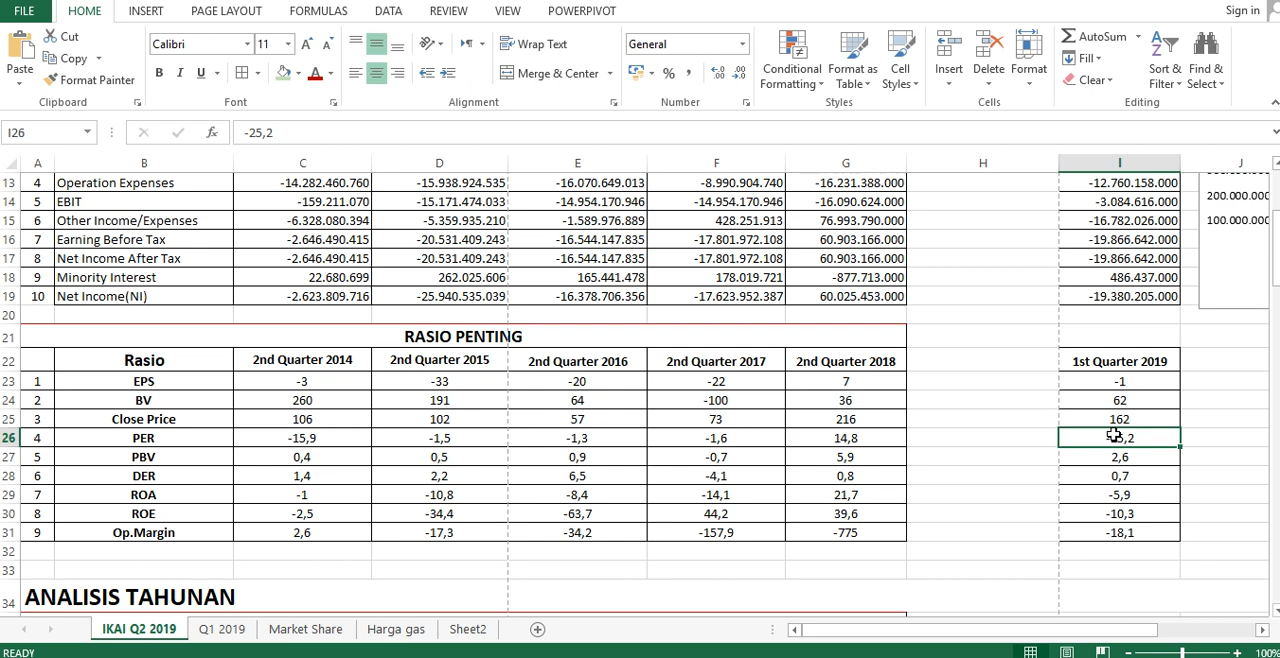 FILE HOME INSERT PAGE LAYOUT FORMULAS DATA REVIEW VIEW POWERPIVOT Sign in
Paste Cut Copy Format Painter Clipboard
Calibri 11 B I U Font
Wrap Text Merge & Center Alignment
General % , Number
Conditional Formatting Format as Table Cell Styles Styles
Insert Delete Format Cells
AutoSum Fill Clear Sort & Filter Find & Select Editing
I26 fx -25,2
A B C D E F G H I J
13 4 Operation Expenses -14.282.460.760 -15.938.924.535 -16.070.649.013 -8.990.904.740 -16.231.388.000 -12.760.158.000
14 5 EBIT -159.211.070 -15.171.474.033 -14.954.170.946 -14.954.170.946 -16.090.624.000 -3.084.616.000 200.000.000
15 6 Other Income/Expenses -6.328.080.394 -5.359.935.210 -1.589.976.889 428.251.913 76.993.790.000 -16.782.026.000 100.000.000
16 7 Earning Before Tax -2.646.490.415 -20.531.409.243 -16.544.147.835 -17.801.972.108 60.903.166.000 -19.866.642.000
17 8 Net Income After Tax -2.646.490.415 -20.531.409.243 -16.544.147.835 -17.801.972.108 60.903.166.000 -19.866.642.000
18 9 Minority Interest 22.680.699 262.025.606 165.441.478 178.019.721 -877.713.000 486.437.000
19 10 Net Income(NI) -2.623.809.716 -25.940.535.039 -16.378.706.356 -17.623.952.387 60.025.453.000 -19.380.205.000
20
21 RASIO PENTING
22 Rasio 2nd Quarter 2014 2nd Quarter 2015 2nd Quarter 2016 2nd Quarter 2017 2nd Quarter 2018 1st Quarter 2019
23 1 EPS -3 -33 -20 -22 7 -1
24 2 BV 260 191 64 -100 36 62
25 3 Close Price 106 102 57 73 216 162
26 4 PER -15,9 -1,5 -1,3 -1,6 14,8
27 5 PBV 0,4 0,5 0,9 -0,7 5,9 2,6
28 6 DER 1,4 2,2 6,5 -4,1 0,8 0,7
29 7 ROA -1 -10,8 -8,4 -14,1 21,7 -5,9
30 8 ROE -2,5 -34,4 -63,7 44,2 39,6 -10,3
31 9 Op.Margin 2,6 -17,3 -34,2 -157,9 -775 -18,1
32
33
34 ANALISIS TAHUNAN
IKAI Q2 2019 Q1 2019 Market Share Harga gas Sheet2
READY 100%